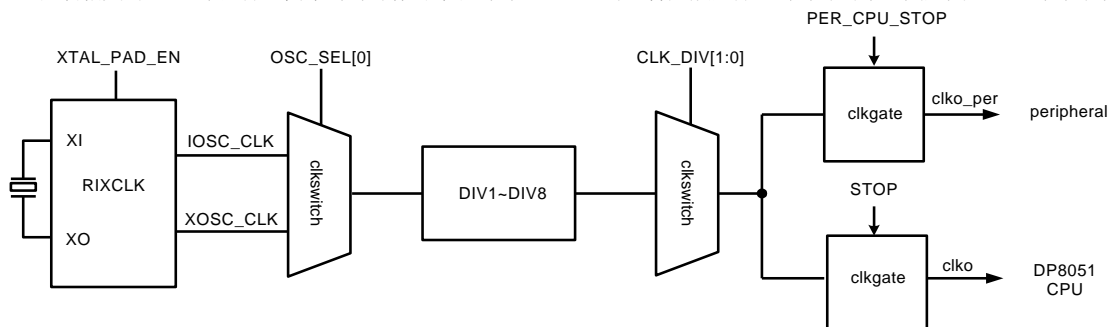 PER_CPU_STOP
XTAL_PAD_EN
OSC_SEL[0]
CLK_DIV[1:0]
clko_per
clkgate
peripheral
XI
IOSC_CLK
clkswitch
DIV1~DIV8
clkswitch
RIXCLK
STOP
XOSC_CLK
XO
clko
clkgate
DP8051
CPU